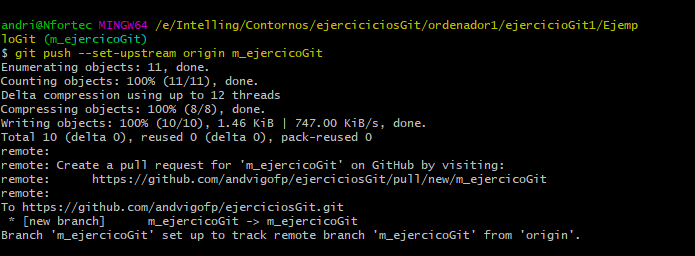 andri@Nfortec MINGW64 /e/Intelling/Contornos/ejerciciciosGit/ordenador1/ejercicioGit1/Ejemp
loGit (m_ejercicoGit)
$ git push --set-upstream origin m_ejercicoGit
Enumerating objects: 11, done.
Counting objects: 100% (11/11), done.
Delta compression using up to 12 threads
Compressing objects: 100% (8/8), done.
Writing objects: 100% (10/10), 1.46 KiB | 747.00 KiB/s, done.
Total 10 (delta 0), reused 0 (delta 0), pack-reused 0
remote:
remote: Create a pull request for 'm_ejercicoGit' on GitHub by visiting:
remote:      https://github.com/andvigofp/ejerciciosGit/pull/new/m_ejercicoGit
remote:
To https://github.com/andvigofp/ejerciciosGit.git
 * [new branch]      m_ejercicoGit -> m_ejercicoGit
Branch 'm_ejercicoGit' set up to track remote branch 'm_ejercicoGit' from 'origin'.